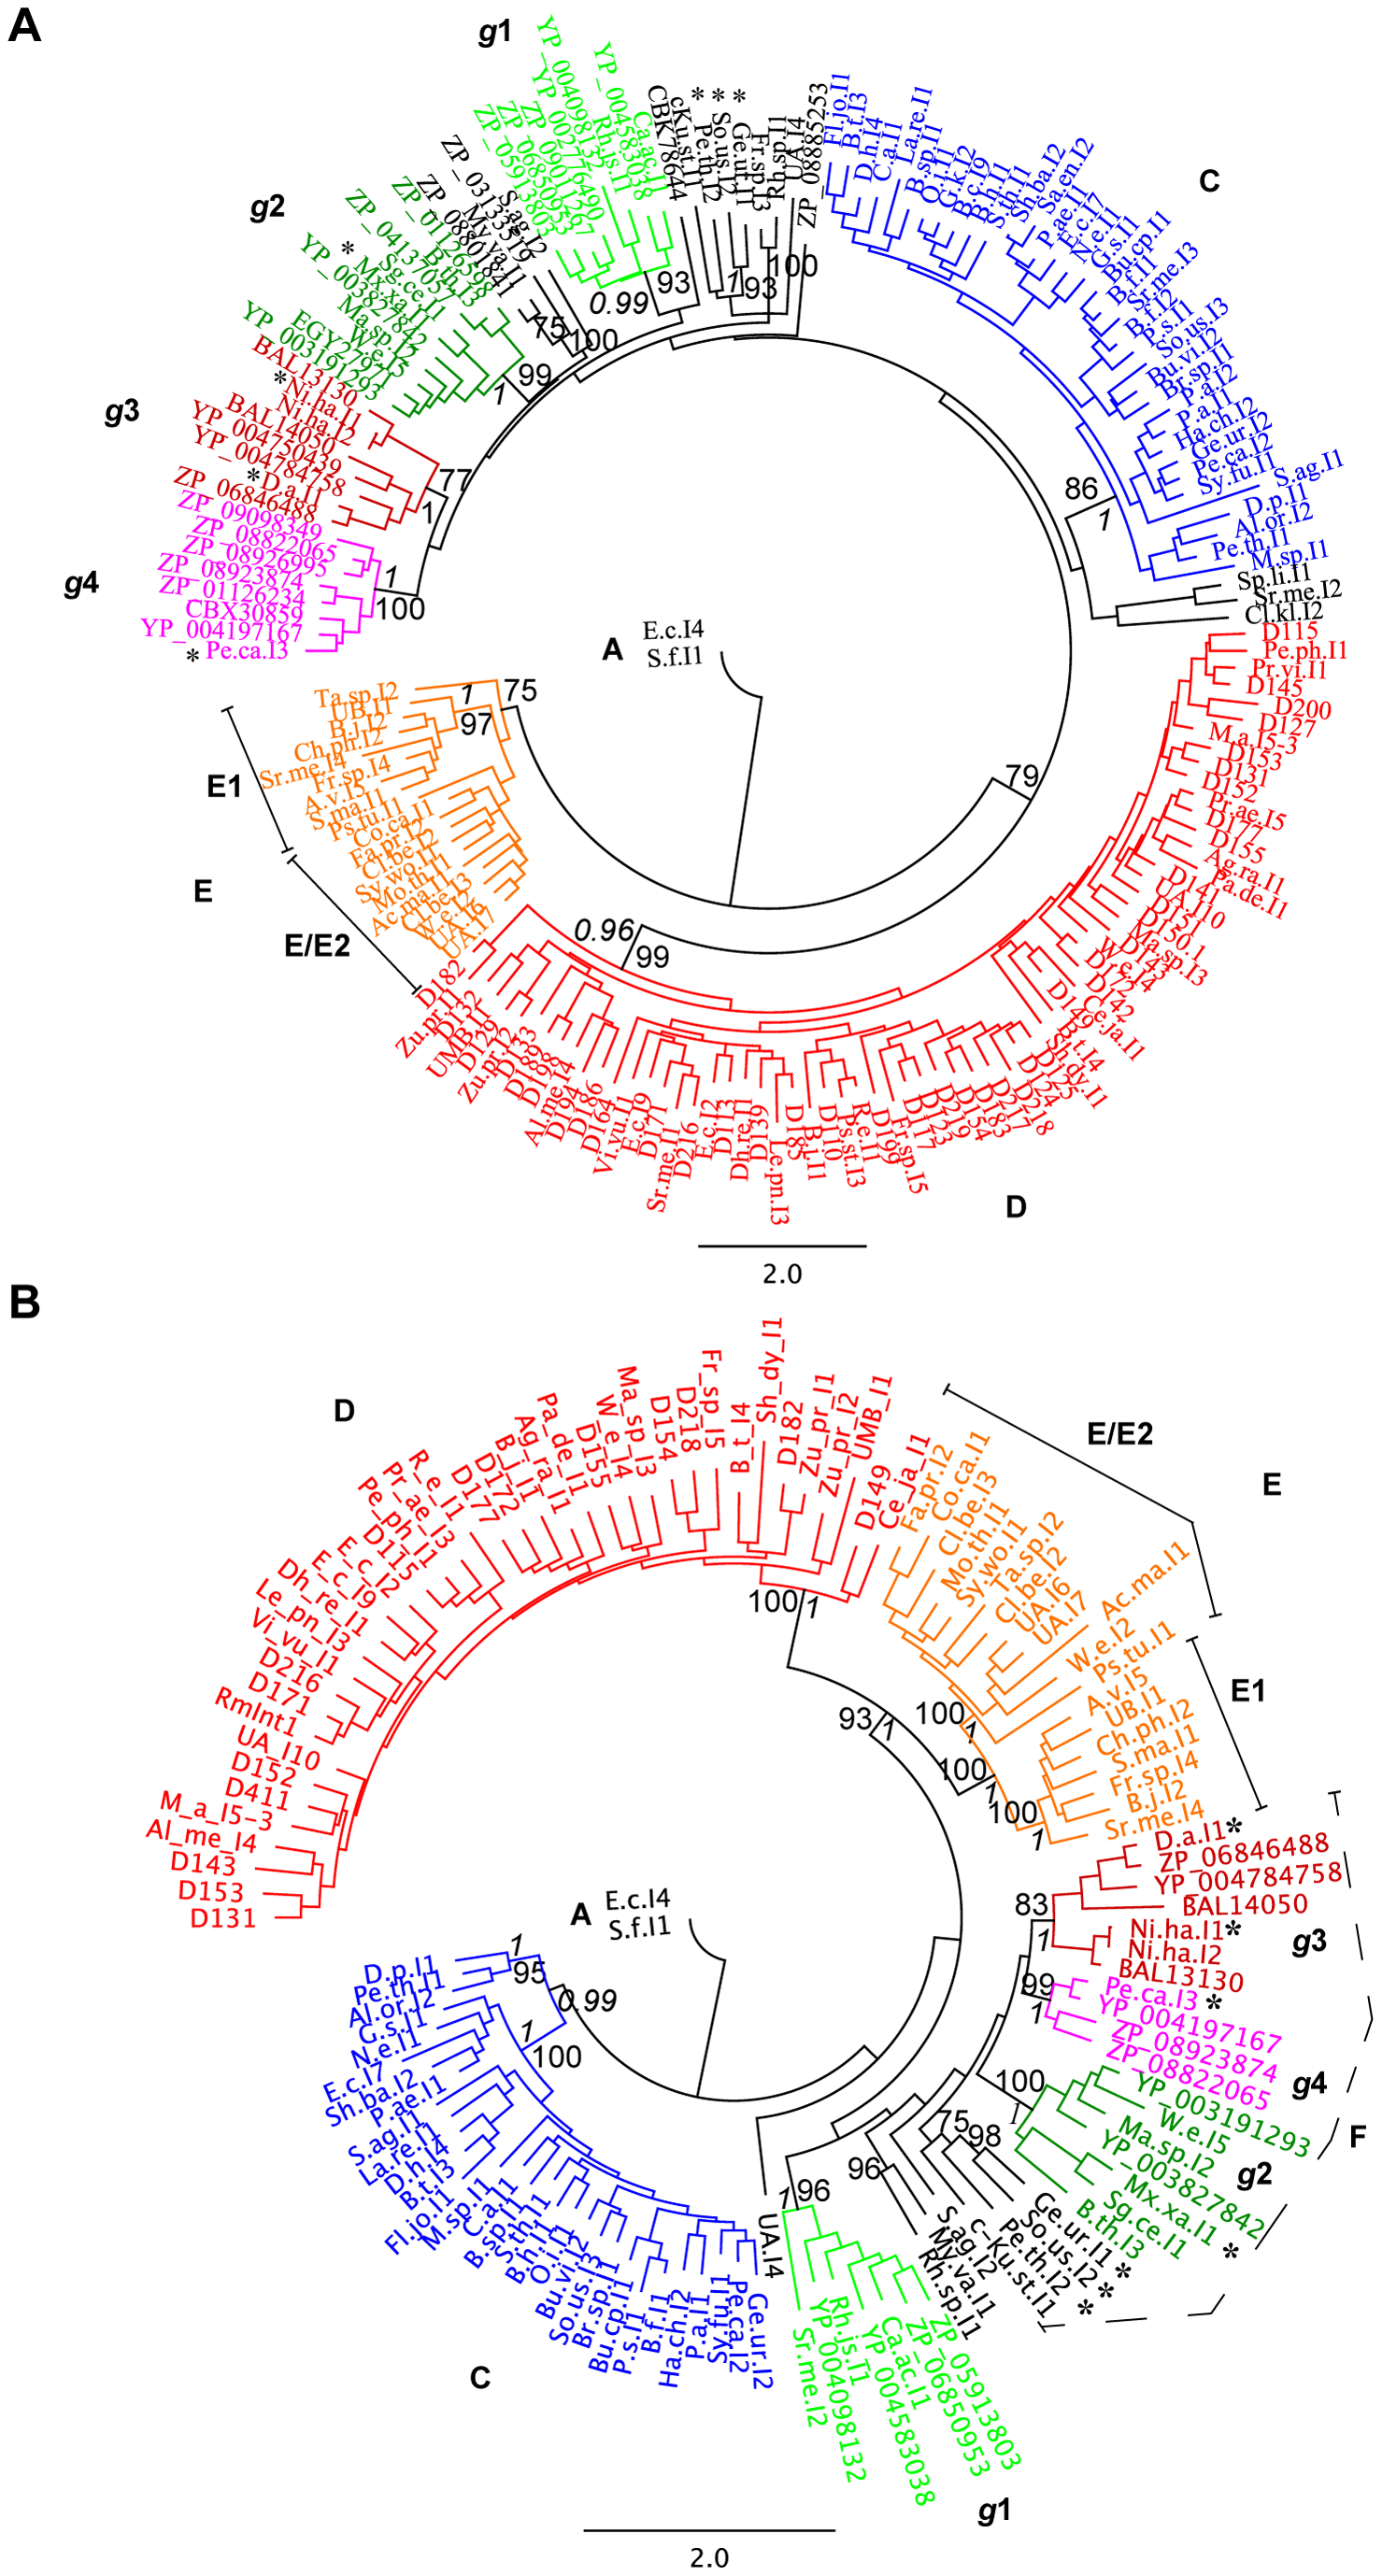 A
g1
YP_004098132
YP_004583038
YP_002776490
ZP_09011267
ZP_06850953
ZP_05913803
Rh.js.I1
Ca.ac.I1
CBK78644
cKu.st.I1
Pe.th.I2
*
So.us.I2
*
Ge.ur.I1
*
Fr.sp.I3
Rh.sp.I1
UA.I4
ZP_08885253
Fl.jo.I1
B.t.I3
D.h.I4
C.a.I1
La.re.I1
B.sp.I1
O.i.I1
G.k.I2
B.c.I9
B.h.I1
S.th.I1
Sh.ba.I2
Sa.en.I2
P.ae.I1
E.c.I7
N.e.I1
G.s.I1
Bu.cp.I1
B.f.I1
Sr.me.I3
B.f.I2
P.s.I1
So.us.I3
Bu.vi.I2
Br.sp.I1
P.a.I2
P.a.I1
Ha.ch.I2
Ge.ur.I2
Pe.ca.I2
Sy.fu.I1
S.ag.I1
D.p.I1
Al.or.I2
Pe.th.I1
M.sp.I1
C
Sp.li.I1
Sr.me.I2
Cl.kl.I2
g2
ZP_03133519
S.ag.I2
My.va.I1
ZP_08801841
ZP_01126598
B.th.I3
ZP_04137057
Sg.ce.I1
*
Mx.xa.I1
YP_003827842
Ma.sp.I2
W.e.I5
EGY27971
YP_003191293
g3
BAL13130
*
Ni.ha.I1
Ni.ha.I2
BAL14050
YP_004750439
YP_004784758
*
D.a.I1
ZP_06846488
g4
ZP_09098349
ZP_08822065
ZP_08926995
ZP_08923874
ZP_01126234
CBX30859
YP_004197167
* Pe.ca.I3
0.99
93
1
93
100
75
100
99
1
77
1
1
100
86
1
79
75
1
97
0.96
99
A
E.c.I4
S.f.I1
E1
E
E/E2
Ta.sp.I2
UB.I1
B.j.I2
Ch.ph.I2
Sr.me.I4
Fr.sp.I4
A.v.I5
S.ma.I1
Ps.tu.I1
Co.ca.I1
Fa.pr.I2
Cl.be.I2
Sy.wo.I1
Mo.th.I1
Ac.ma.I1
Cl.be.I3
W.e.I2
UA.I6
UA.I7
D115
Pe.ph.I1
Pr.vi.I1
D145
D200
D127
M.a.I5-3
D153
D131
D152
Pr.ae.I5
D177
D155
Ag.ra.I1
Pa.de.I1
D141
UA.I10
D151
D150.1
Ma.sp.I3
D143
W.e.I4
D172
D142
Ce.ja.I1
D149
B.t.I4
Sh.dy.I1
D125
D124
D218
D217
D183
D154
D219
D123
D117
Fr.sp.I5
D199
R.e.I1
Ps.st.I3
D110
B.j.I1
D185
Le.pn.I3
D139
Dh.re.I1
D113
E.c.I2
D216
Sr.me.I1
D171
E.c.I9
Vi.vu.I1
D164
D186
D194
Al.me.I4
D198
D189
D133
Zu.pr.I2
D129
UMB.I1
D132
Zu.pr.I1
D182
D
2.0
B
D
D131
D153
D143
Al_me_I4
M_a_I5-3
D411
D152
UA_I10
RmInt1
D171
D216
Vi_vu_I1
Le_pn_I3
Dh_re_I1
E_c_I9
E_c_I2
D115
Pe_ph_I1
Pr_ae_I3
R_e_I1
D177
D172
B_j_I1
Ag_ra_I1
Pa_de_I1
D155
W_e_I4
Ma_sp_I3
D154
D218
Fr_sp_I5
B_t_I4
Sh_dy_I1
D182
Zu_pr_I1
Zu_pr_I2
UMB_I1
D149
Ce_ja_I1
E/E2
E
E1
Fa.pr.I2
Co.ca.I1
Cl.be.I3
Mo.th.I1
Sy.wo.I1
Ta.sp.I2
Cl.be.I2
UA.I6
UA.I7
Ac.ma.I1
W.e.I2
Ps.tu.I1
A.v.I5
UB.I1
Ch.ph.I2
S.ma.I1
Fr.sp.I4
B.j.I2
Sr.me.I4
100
1
93
1
100
1
100
1
100
1
D.a.I1*
ZP_06846488
YP_004784758
BAL14050
Ni.ha.I1*
Ni.ha.I2
BAL13130
g3
83
1
Pe.ca.I3 *
YP_004197167
ZP_08923874
ZP_08822065
g4
99
1
YP_003191293
W.e.I5
Ma.sp.I2
YP_003827842
Mx.xa.I1 *
Sg.ce.I1
B.th.I3
g2
F
100
1
75
98
96
Ge.ur.I1 *
So.us.I2 *
Pe.th.I2 *
c-Ku.st.I1
S.ag.I2
My.va.I1
Rh.sp.I1
1
96
ZP_05913803
ZP_06850953
Ca.ac.I1
YP_004583038
Rh.js.I1
YP_004098132
Sr.me.I2
g1
UA.I4
A
E.c.I4
S.f.I1
1
95
0.99
1
100
D.p.I1
Pe.th.I1
Al.or.I2
G.s.I1
N.e.I1
E.c.I7
Sh.ba.I2
P.ae.I1
S.ag.I1
La.re.I1
D.h.I4
B.t.I3
Fl.jo.I1
M.sp.I1
C.a.I1
B.sp.I1
S.th.I1
B.h.I1
O.i.I1
Bu.vi.I2
So.us.I3
Br.sp.I1
Bu.cp.I1
P.s.I1
B.f.I1
Ha.ch.I2
P.a.I1
Sy.fu.I1
Pe.ca.I2
Ge.ur.I2
C
2.0